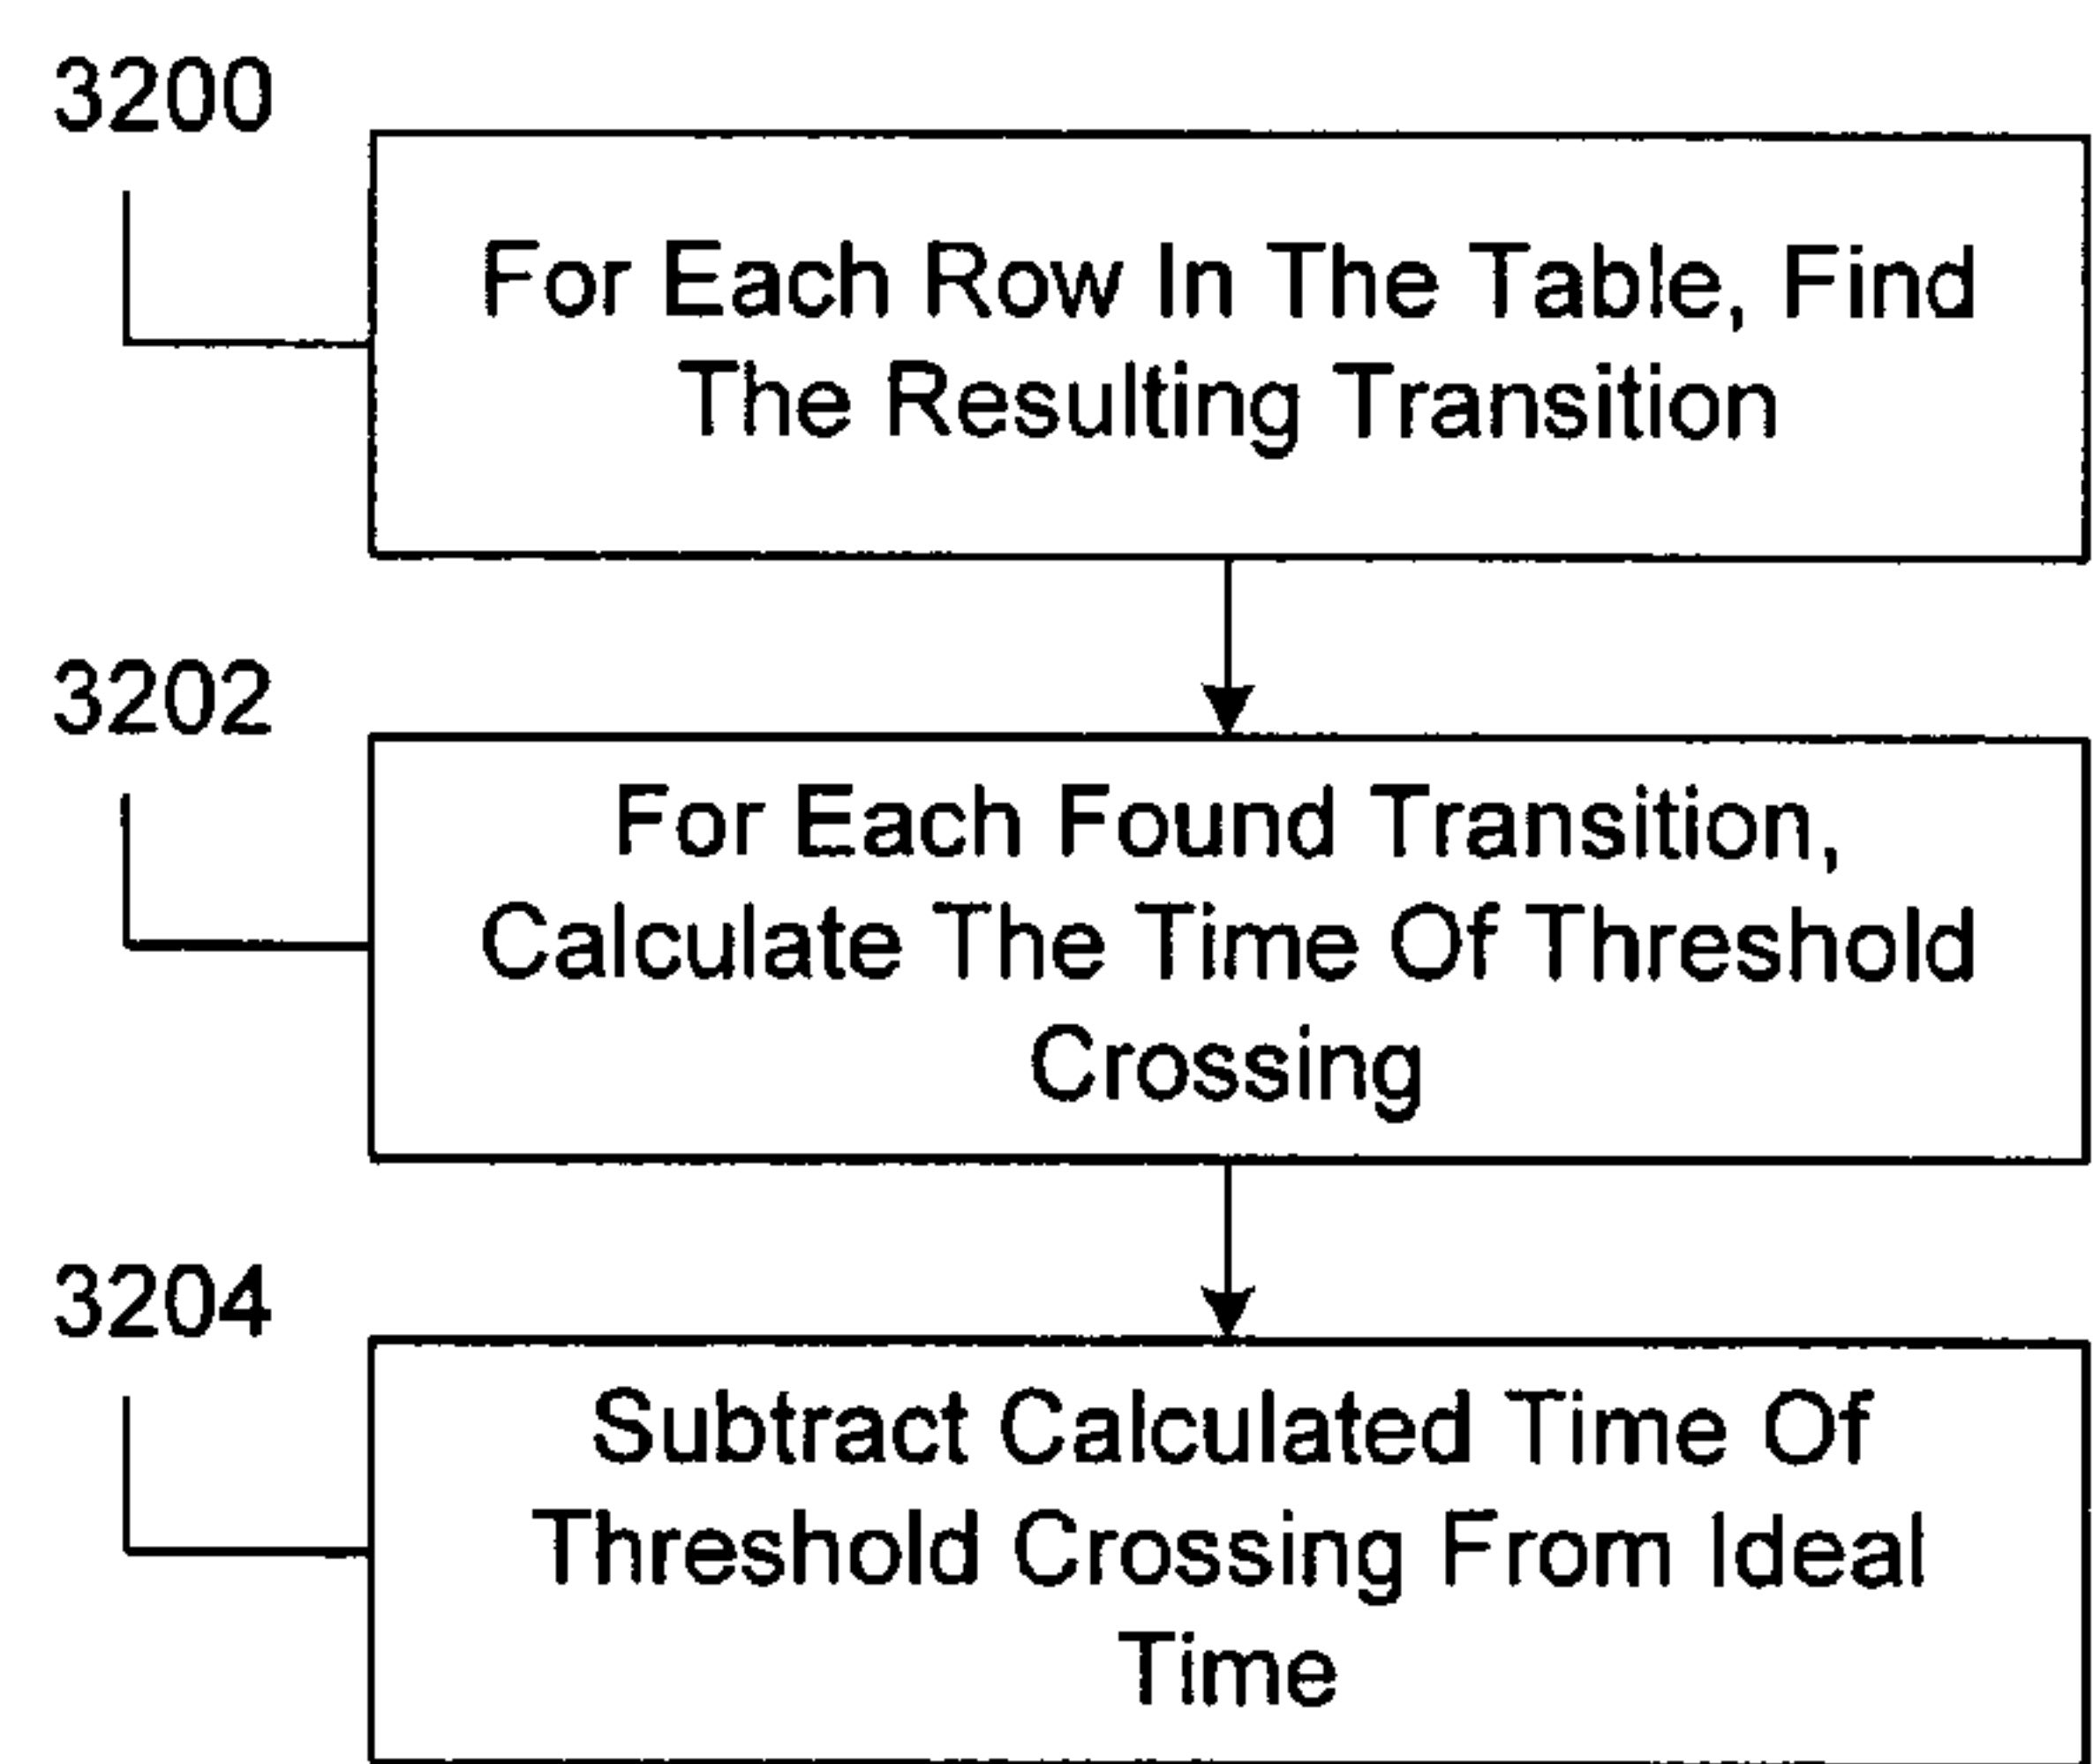 3200
For Each Row In The Table, Find
The Resulting Transition
3202
For Each Found Transition,
Calculate The Time Of Threshold
Crossing
3204
Subtract Calculated Time Of
Threshold Crossing From Ideal
Time